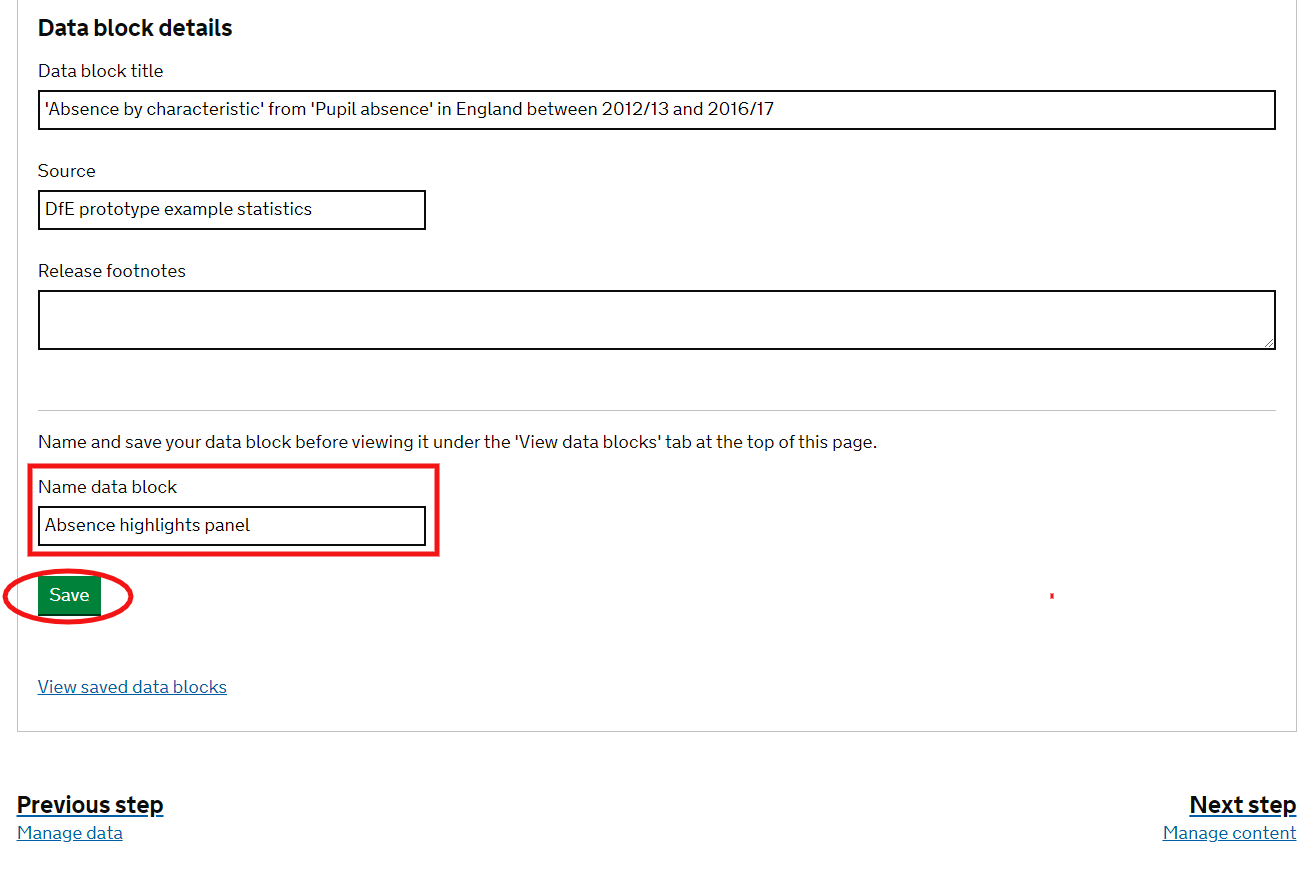 Data block details
Data block title
'Absence by characteristic' from 'Pupil absence' in England between 2012/13 and 2016/17
Source
DfE prototype example statistics
Release footnotes
Name and save your data block before viewing it under the 'View data blocks' tab at the top of this page.
Name data block
Absence highlights panel
Save
View saved data blocks
Previous step
Manage data
Next step
Manage content